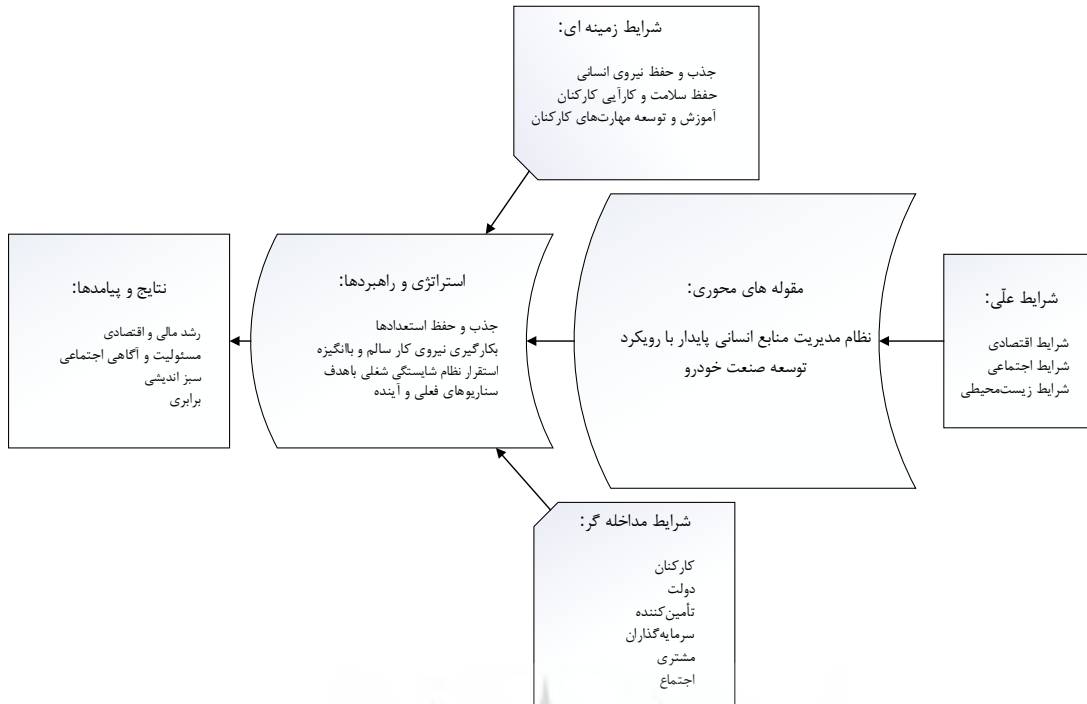 شرایط زمینه ای:
جذب و حفظ نیروی انسانی
حفظ سلامت و کارآیی کارکنان
آموزش و توسعه مهارت‌های کارکنان
شرایط علّی:
شرایط اقتصادی
شرایط اجتماعی
شرایط زیست‌محیطی
مقوله های محوری:
نظام مدیریت منابع انسانی پایدار با رویکرد
توسعه صنعت خودرو
استراتژی و راهبردها:
جذب و حفظ استعدادها
بکارگیری نیروی کار سالم و باانگیزه
استقرار نظام شایستگی شغلی باهدف
سناریوهای فعلی و آینده
نتایج و پیامدها:
رشد مالی و اقتصادی
مسئولیت و آگاهی اجتماعی
سبز اندیشی
برابری
شرایط مداخله گر:
کارکنان
دولت
تأمین‌کننده
سرمایه‌گذاران
مشتری
اجتماع